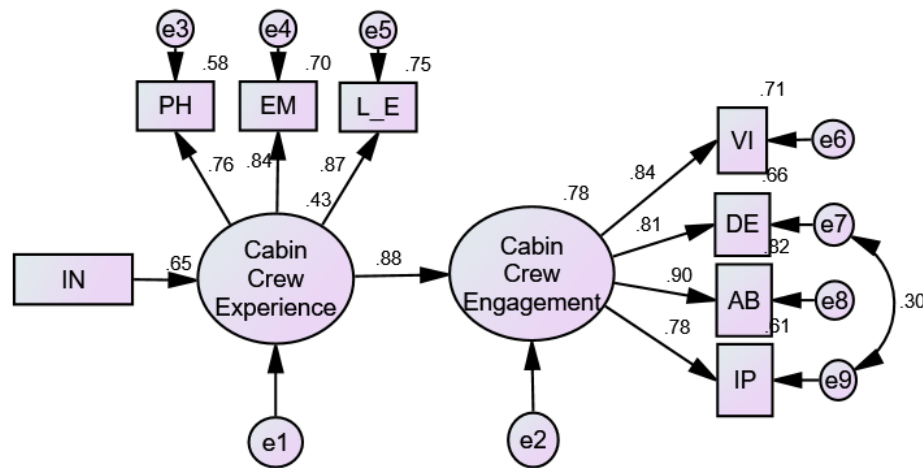 e3
e4
e5
.58
.70
.75
PH
EM
L_E
.76
.84
.87
.43
IN
.65
Cabin
Crew
Experience
.88
.78
Cabin
Crew
Engagement
.84
.81
.90
.78
.71
VI
e6
.66
DE
e7
.82
AB
e8
.61
IP
e9
.30
e1
e2